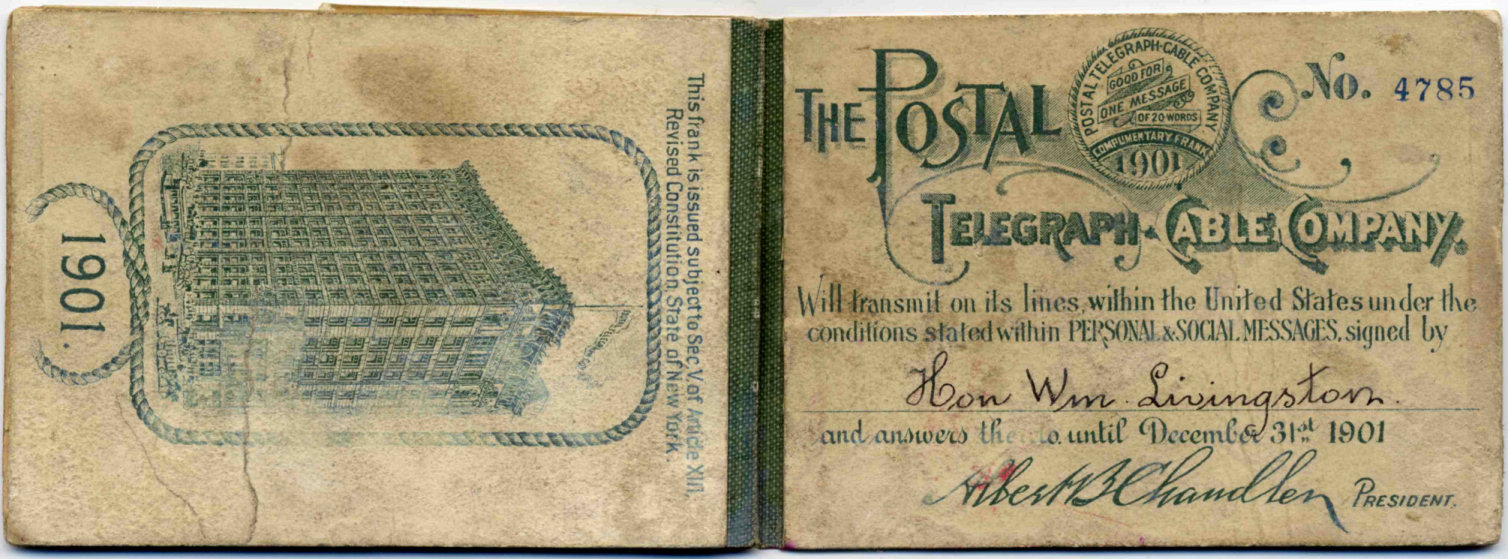 This frank is issued subject to Sec V. of Article XIII,
Revised Constitution, State of New York.
1901.
THE POSTAL
TELEGRAPH-CABLE COMPANY.
POSTAL TELEGRAPH-CABLE COMPANY
GOOD FOR
ONE MESSAGE
OF 20 WORDS
COMPLIMENTARY FRANK
1901
No. 4785
Will transmit on its lines, within the United States under the
conditions stated within PERSONAL & SOCIAL MESSAGES, signed by
Hon Wm. Livingston.
and answers the to. until December 31st 1901
Albert B Chandler PRESIDENT.